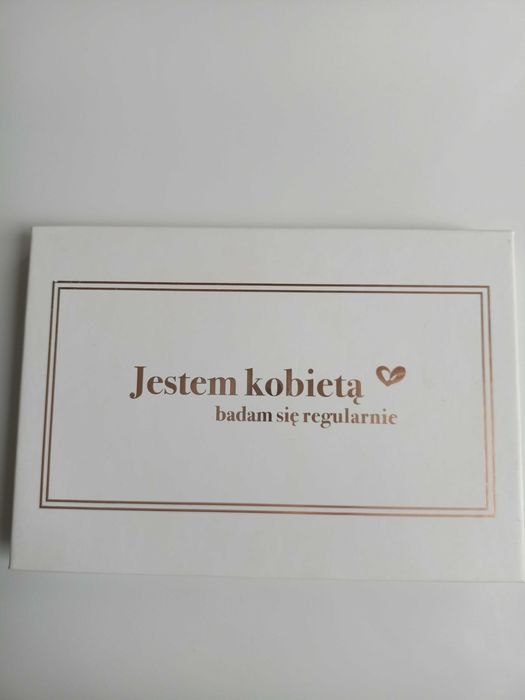 Jestem kobietą
badam się regularnie